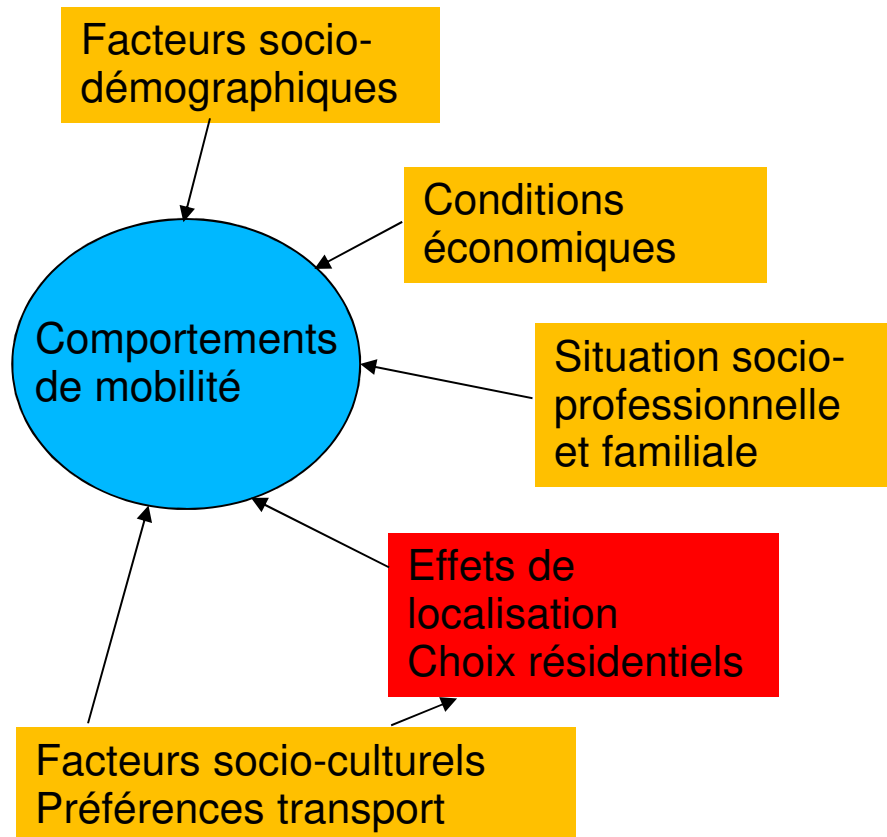 Facteurs socio-
démographiques
Conditions
économiques
Comportements
de mobilité
Situation socio-
professionnelle
et familiale
Effets de
localisation
Choix résidentiels
Facteurs socio-culturels
Préférences transport